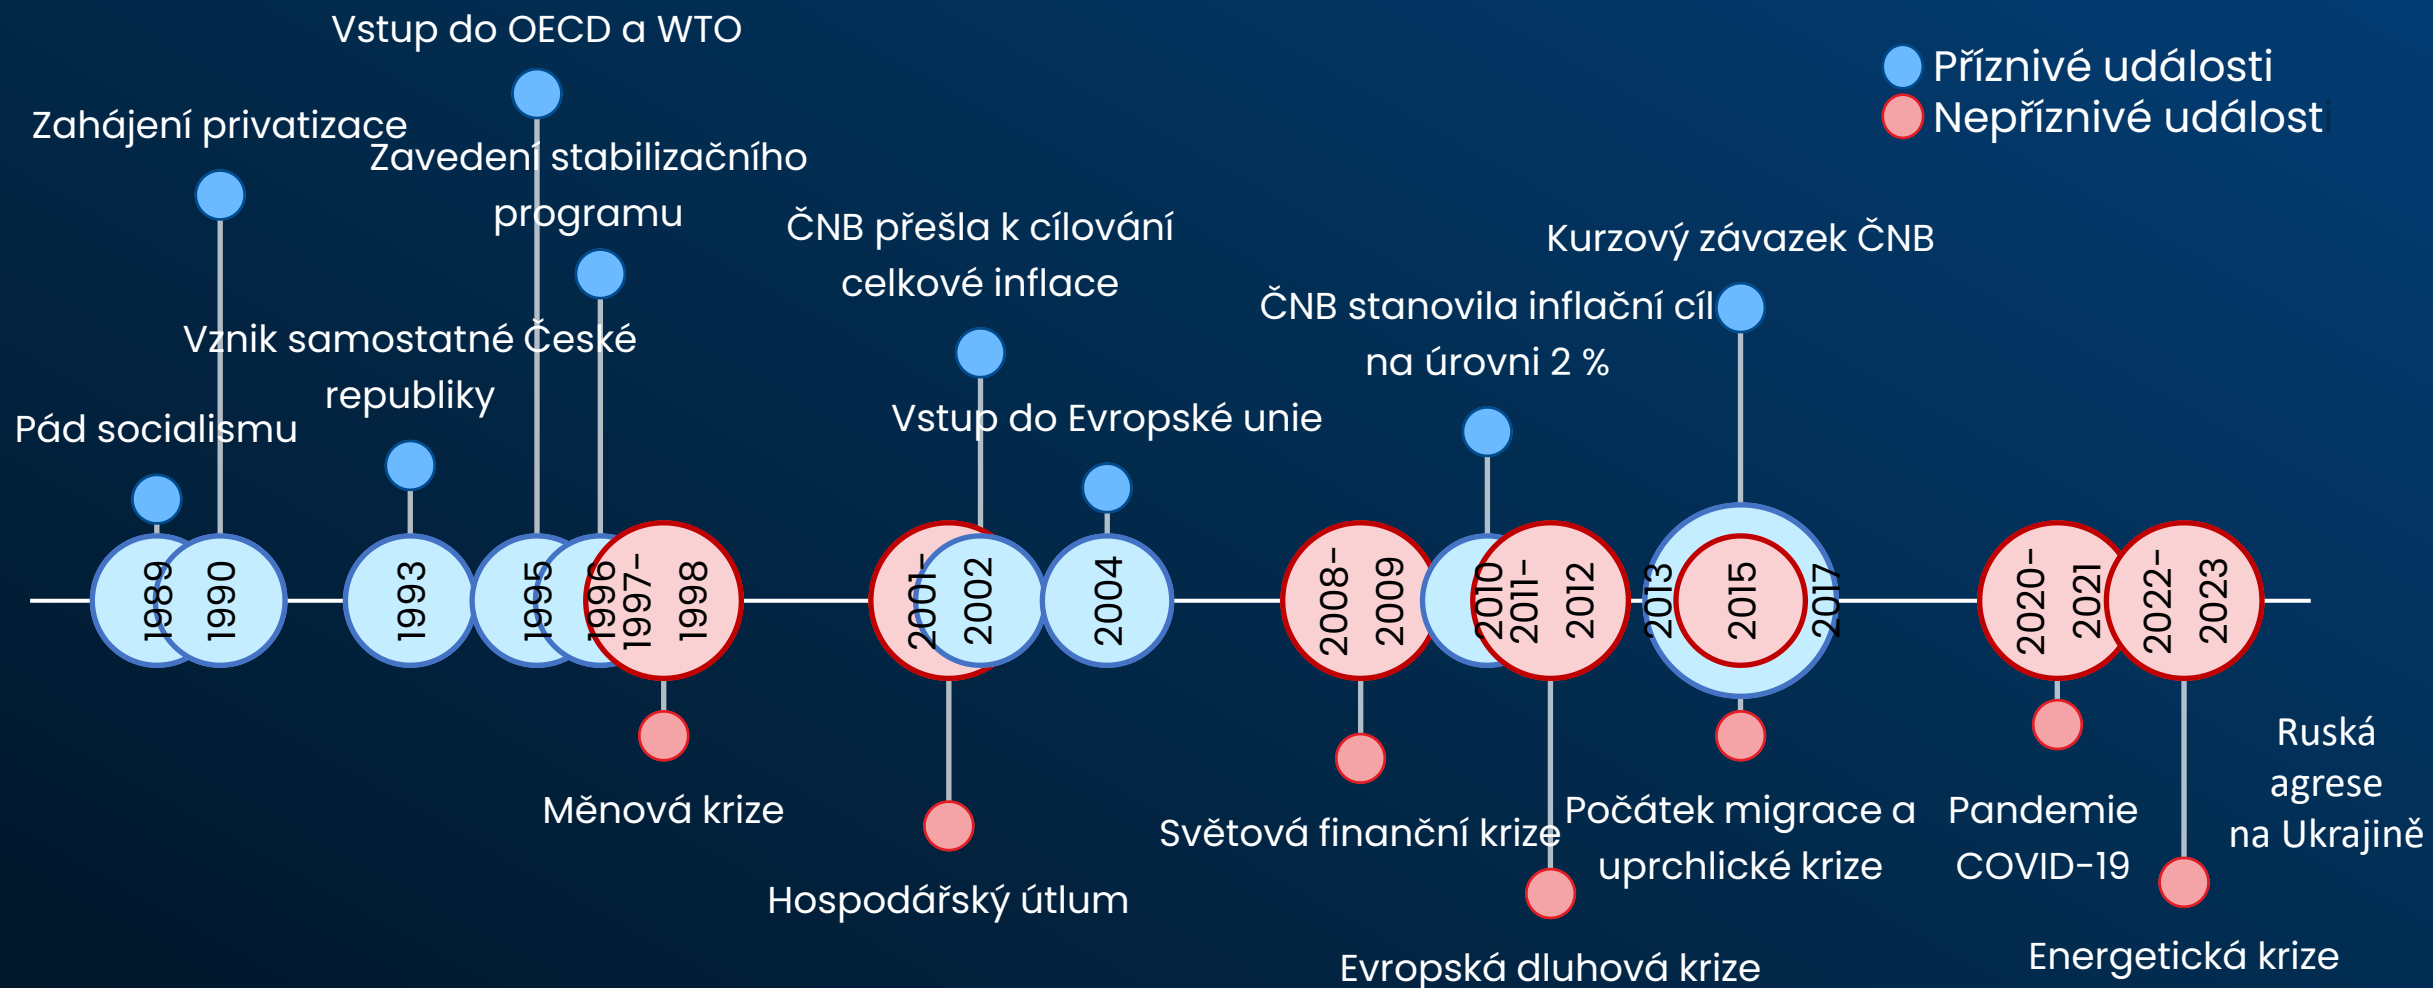 Vstup do OECD a WTO
Příznivé události
Nepříznivé události
Zahájení privatizace
Zavedení stabilizačního
programu
ČNB přešla k cílování
celkové inflace
Kurzový závazek ČNB
ČNB stanovila inflační cíl
na úrovni 2 %
Vznik samostatné České
republiky
Pád socialismu
Vstup do Evropské unie
1989
1990
1993
1995
1996
1997-
1998
2001-
2002
2004
2008-
2009
2010
2011-
2012
2013
2015
2017
2020-
2021
2022-
2023
Měnová krize
Hospodářský útlum
Světová finanční krize
Evropská dluhová krize
Počátek migrace a
uprchlické krize
Pandemie
COVID-19
Ruská
agrese
na Ukrajině
Energetická krize